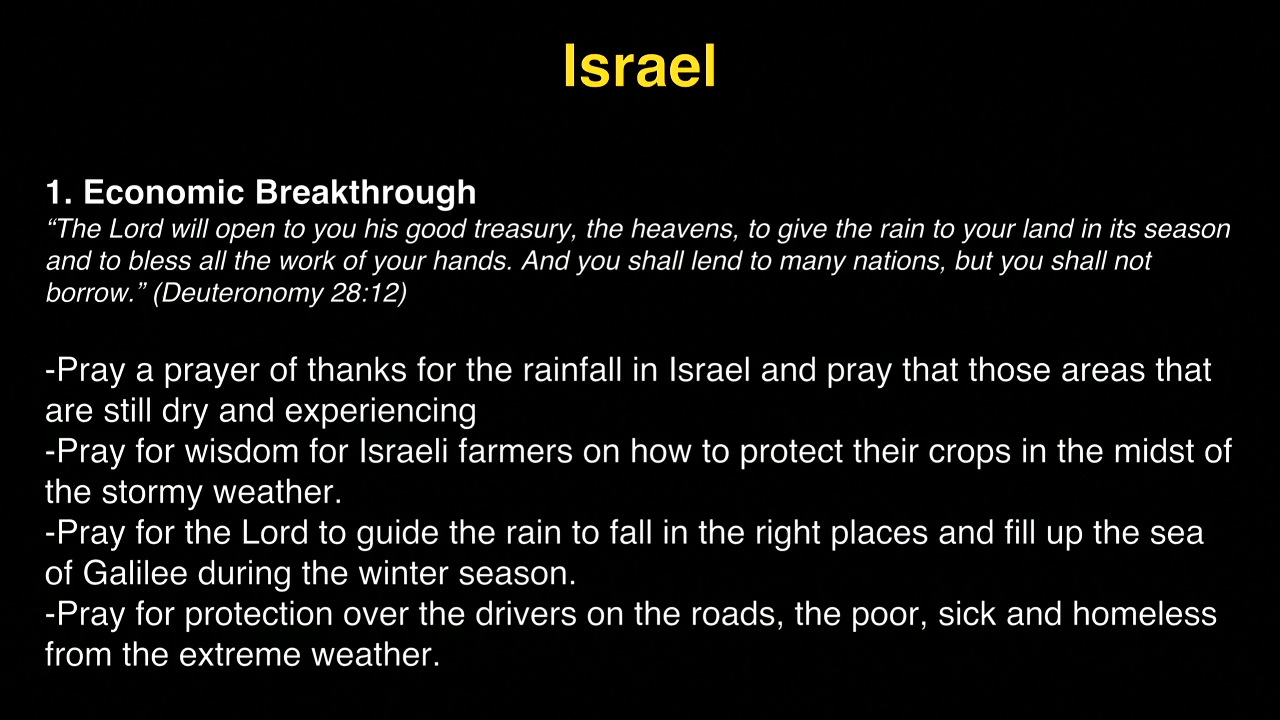 Israel
1. Economic Breakthrough
“The Lord will open to you his good treasury, the heavens, to give the rain to your land in its season
and to bless all the work of your hands. And you shall lend to many nations, but you shall not
borrow.” (Deuteronomy 28:12)
-Pray a prayer of thanks for the rainfall in Israel and pray that those areas that
are still dry and experiencing
-Pray for wisdom for Israeli farmers on how to protect their crops in the midst of
the stormy weather.
-Pray for the Lord to guide the rain to fall in the right places and fill up the sea
of Galilee during the winter season.
-Pray for protection over the drivers on the roads, the poor, sick and homeless
from the extreme weather.